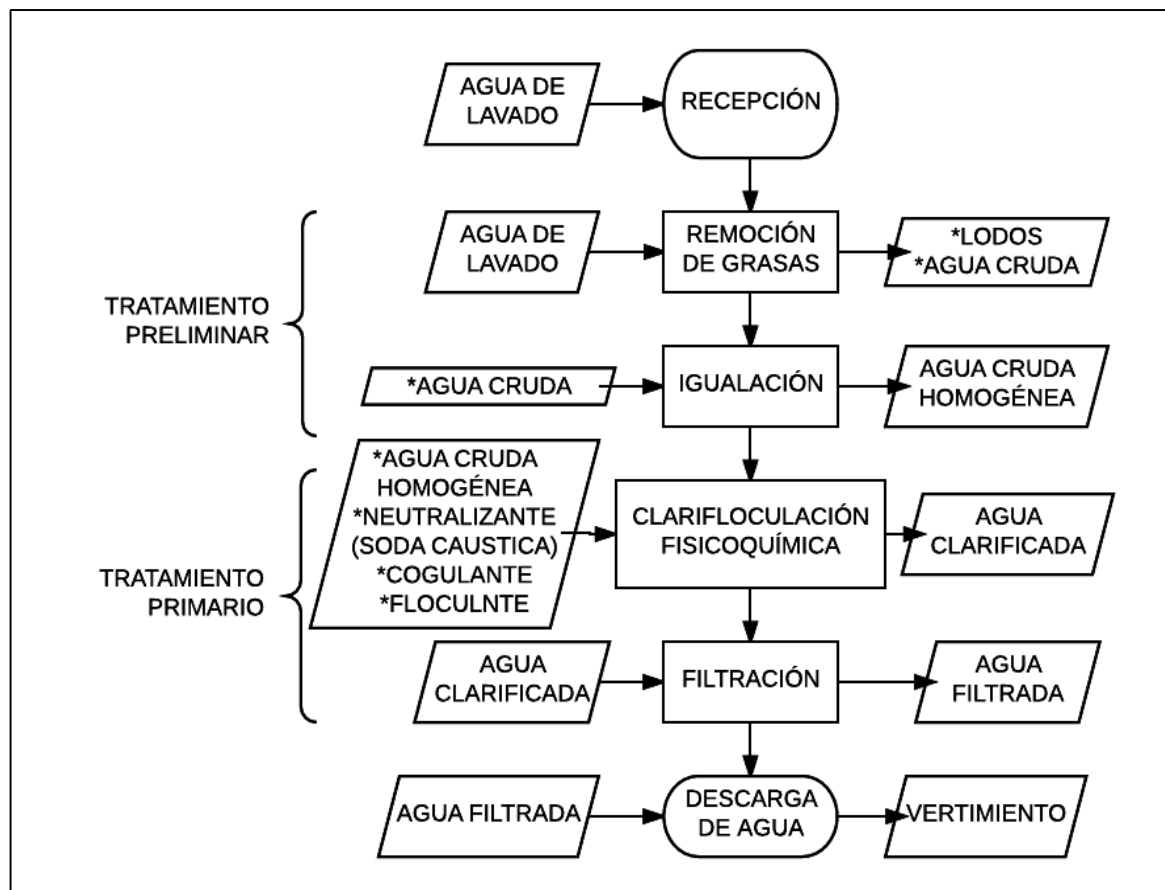 AGUA DE
LAVADO
RECEPCIÓN
TRATAMIENTO
PRELIMINAR
AGUA DE
LAVADO
REMOCIÓN
DE GRASAS
*LODOS
*AGUA CRUDA
*AGUA CRUDA
IGUALACIÓN
AGUA CRUDA
HOMOGÉNEA
TRATAMIENTO
PRIMARIO
*AGUA CRUDA
HOMOGÉNEA
*NEUTRALIZANTE
(SODA CAUSTICA)
*COGULANTE
*FLOCULNTE
CLARIFLOCULACIÓN
FISICOQUÍMICA
AGUA
CLARIFICADA
AGUA
CLARIFICADA
FILTRACIÓN
AGUA
FILTRADA
AGUA FILTRADA
DESCARGA
DE AGUA
VERTIMIENTO